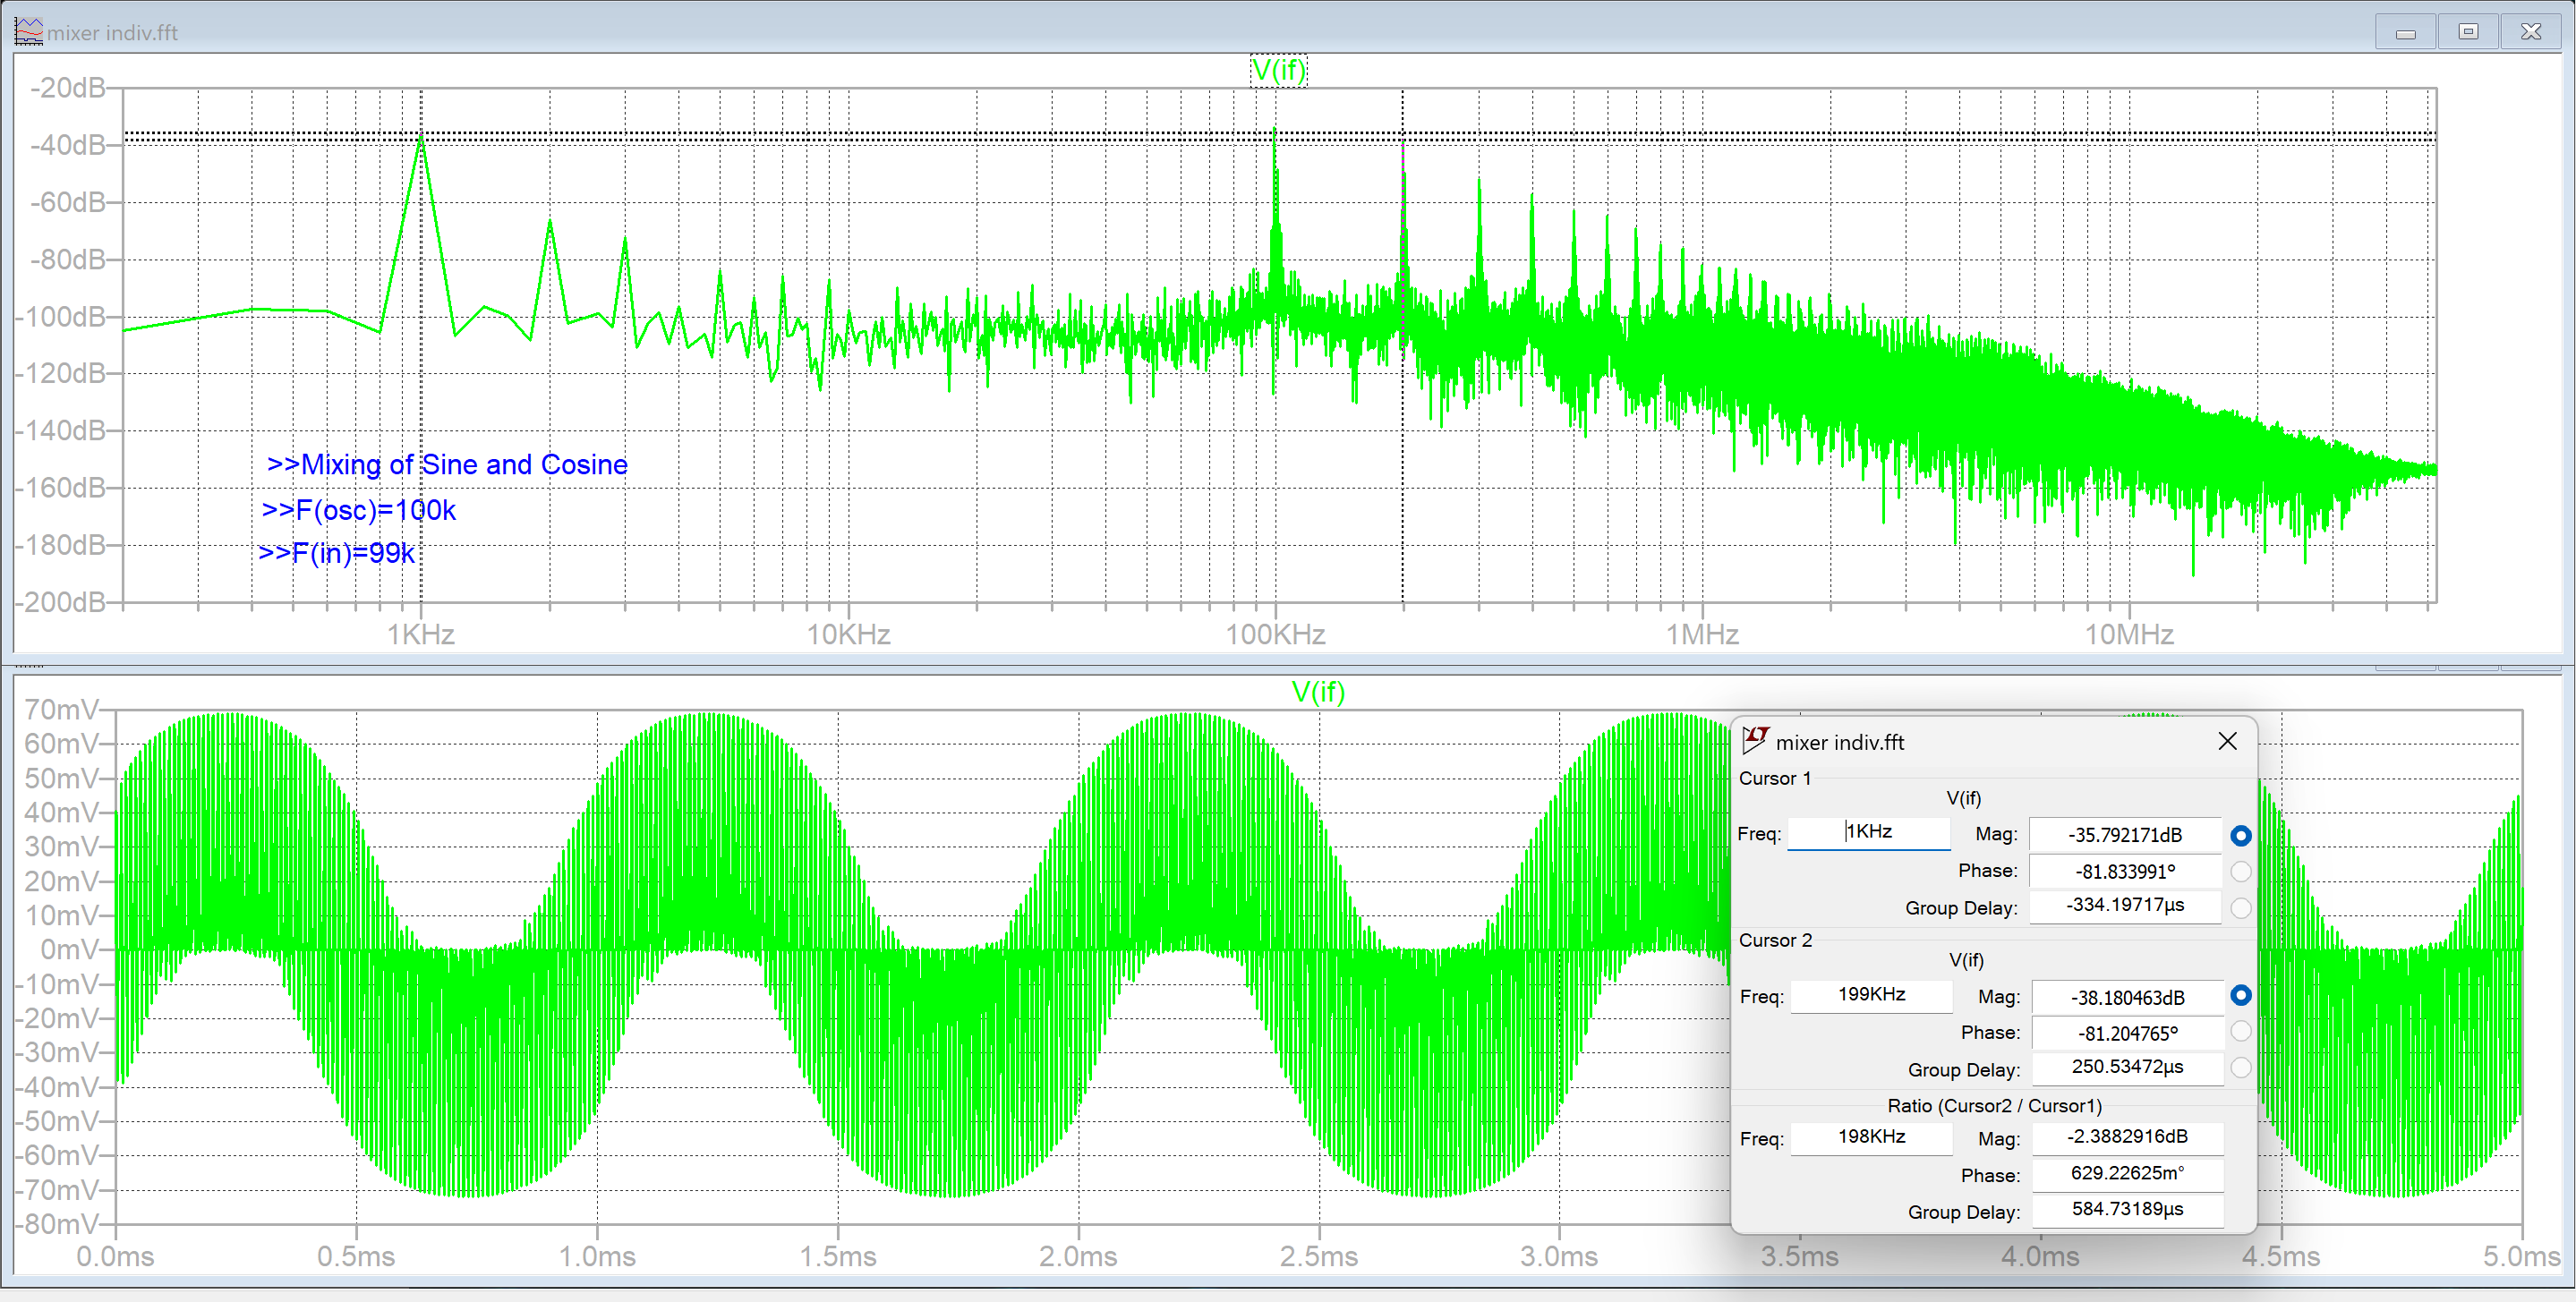 mixer indiv.fft
V(if)
-20dB
-40dB
-60dB
-80dB
-100dB
-120dB
-140dB
-160dB
-180dB
-200dB
>>Mixing of Sine and Cosine
>>F(osc)=100k
>>F(in)=99k
1KHz 10KHz 100KHz 1MHz 10MHz
V(if)
70mV
60mV
50mV
40mV
30mV
20mV
10mV
0mV
-10mV
-20mV
-30mV
-40mV
-50mV
-60mV
-70mV
-80mV
0.0ms 0.5ms 1.0ms 1.5ms 2.0ms 2.5ms 3.0ms 3.5ms 4.0ms 4.5ms 5.0ms
mixer indiv.fft
Cursor 1
V(if)
Freq: 1KHz Mag: -35.792171dB
Phase: -81.833991°
Group Delay: -334.19717µs
Cursor 2
V(if)
Freq: 199KHz Mag: -38.180463dB
Phase: -81.204765°
Group Delay: 250.53472µs
Ratio (Cursor2 / Cursor1)
Freq: 198KHz Mag: -2.3882916dB
Phase: 629.22625m°
Group Delay: 584.73189µs